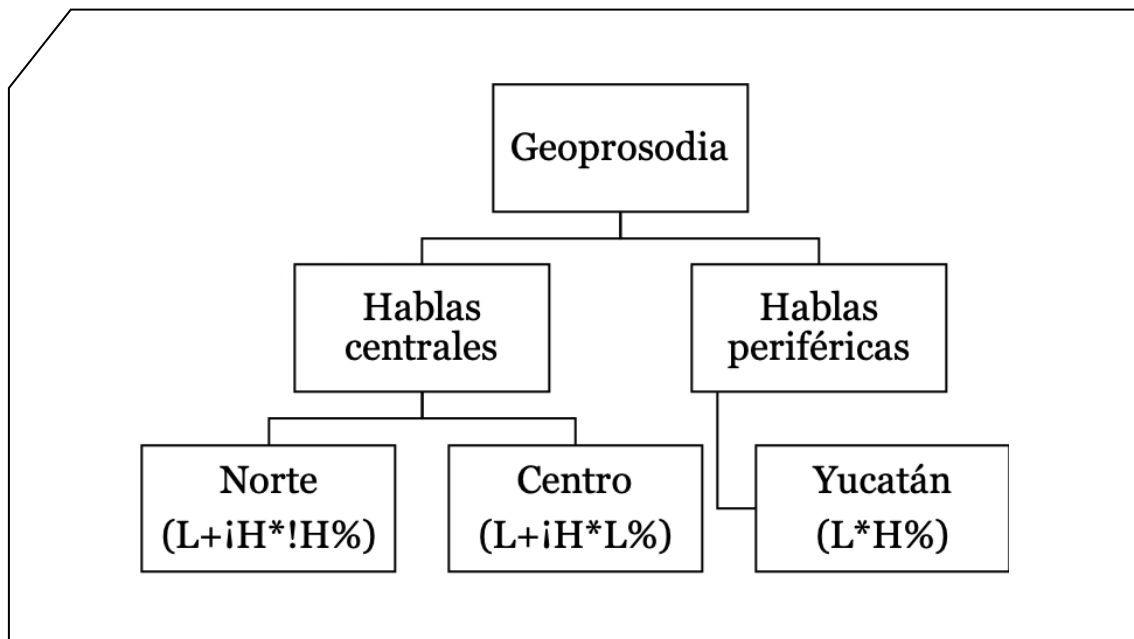 Geoprosodia
Hablas
centrales
Hablas
periféricas
Norte
(L+¡H*!H%)
Centro
(L+¡H*L%)
Yucatán
(L*H%)